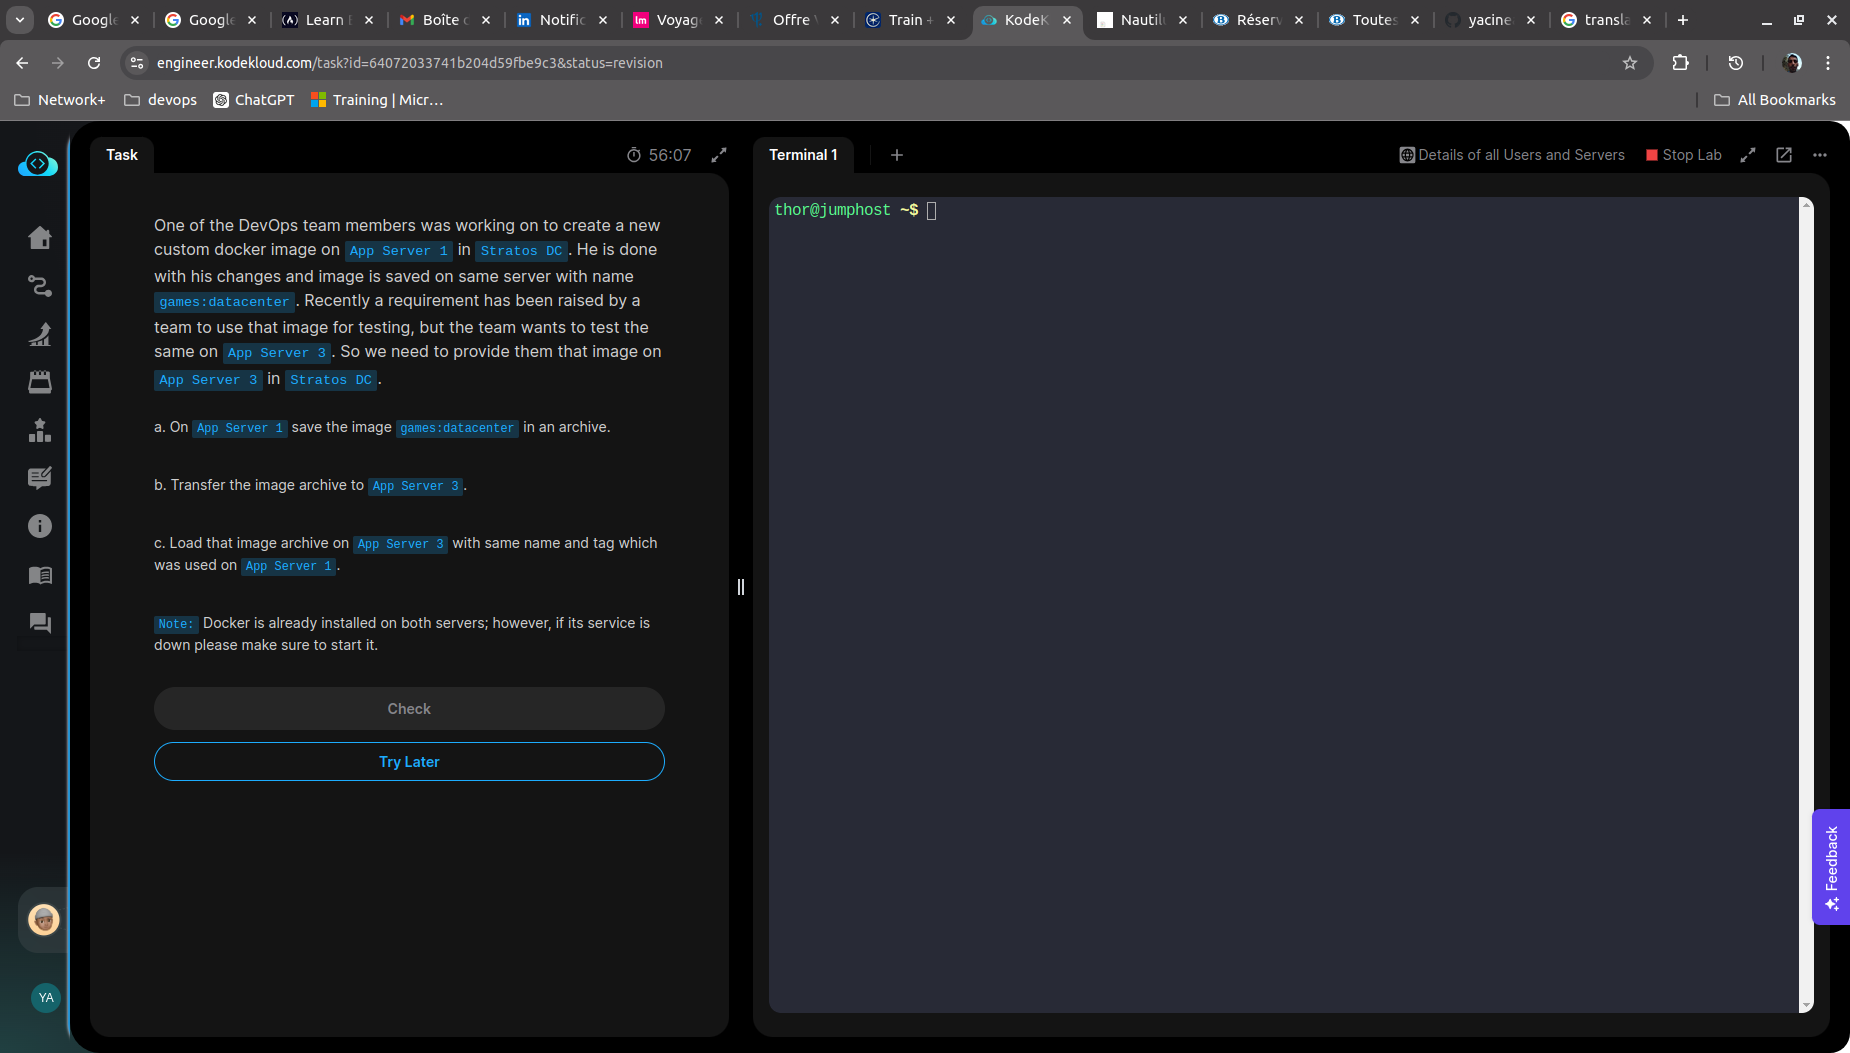 Google
Google
Learn
Boîte
Notific
lm Voyag
Offre
Train
KodeK
Nautil
Réserv
Toutes
yacine
transla
engineer.kodekloud.com/task?id=64072033741b204d59fbe9c3&status=revision
Network+
devops
ChatGPT
Training | Micr...
All Bookmarks
Task
56:07
One of the DevOps team members was working on to create a new
custom docker image on App Server 1 in Stratos DC. He is done
with his changes and image is saved on same server with name
games:datacenter. Recently a requirement has been raised by a
team to use that image for testing, but the team wants to test the
same on App Server 3. So we need to provide them that image on
App Server 3 in Stratos DC.
a. On App Server 1 save the image games:datacenter in an archive.
b. Transfer the image archive to App Server 3.
c. Load that image archive on App Server 3 with same name and tag which
was used on App Server 1.
Note: Docker is already installed on both servers; however, if its service is
down please make sure to start it.
Check
Try Later
YA
Terminal 1
Details of all Users and Servers
Stop Lab
thor@jumphost ~$
Feedback